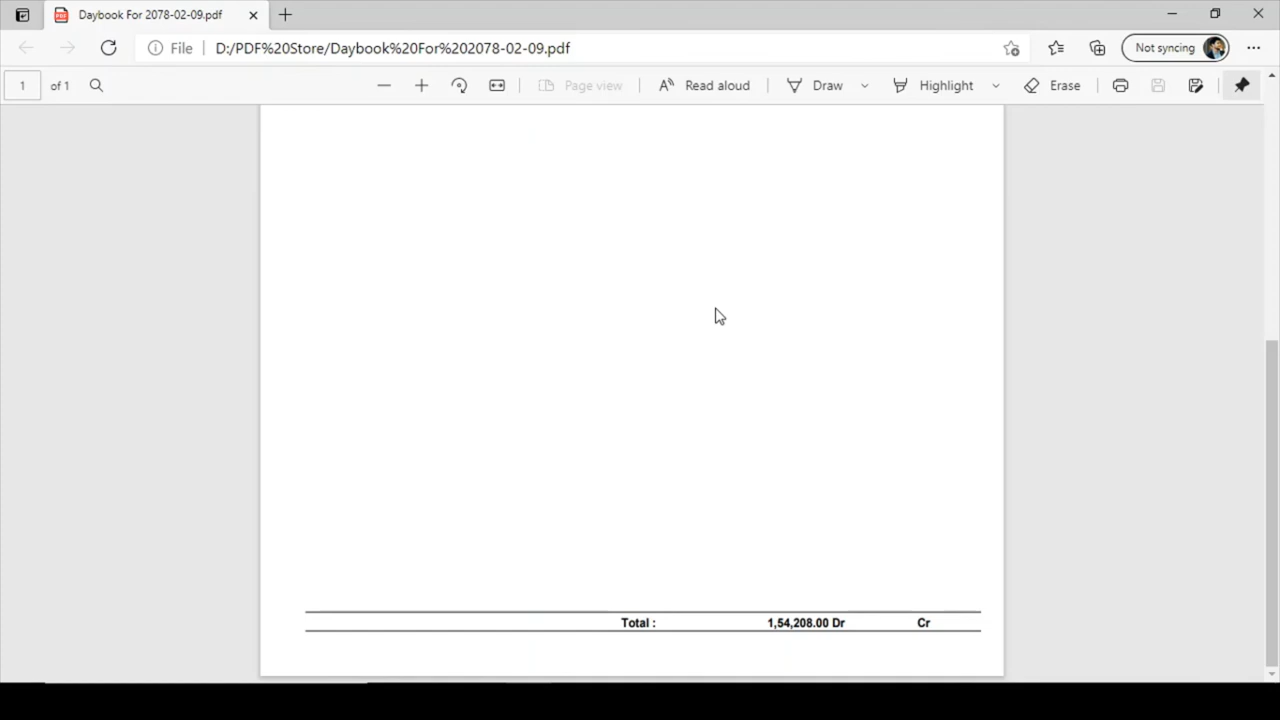 Daybook For 2078-02-09.pdf
File D:/PDF%20Store/Daybook%20For%202078-02-09.pdf Not syncing
1 of 1 Page view Read aloud Draw Highlight Erase
Total : 1,54,208.00 Dr Cr